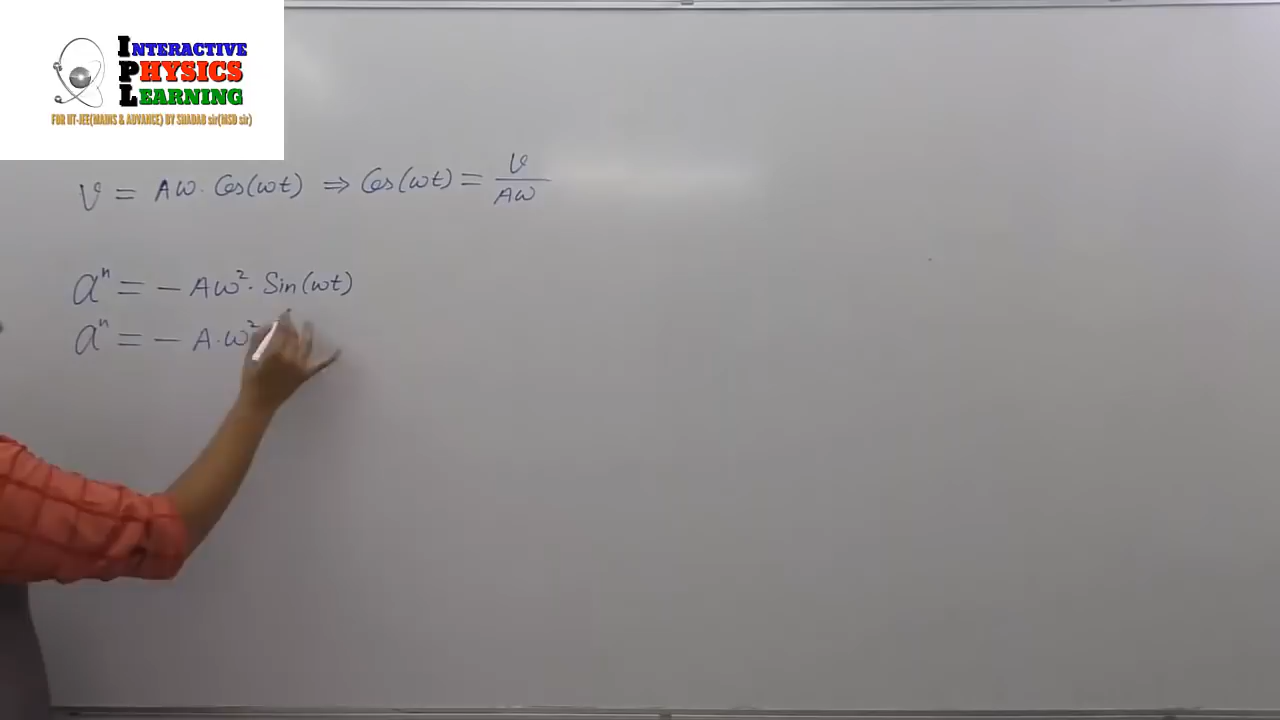 INTERACTIVE
PHYSICS
LEARNING
FOR IIT-JEE(MAINS & ADVANCE) BY SHADAB sir(MSD sir)
v = Aω. Cos(ωt) ⇒ Cos(ωt) = v/Aω
aⁿ = - Aω². Sin(ωt)
aⁿ = - A.ω²